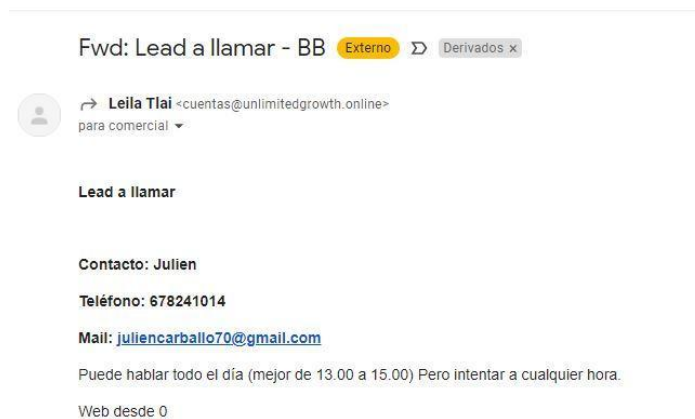 Fwd: Lead a llamar - BB Externo Derivados x
Leila Tlai <cuentas@unlimitedgrowth.online>
para comercial
Lead a llamar
Contacto: Julien
Teléfono: 678241014
Mail: juliencarballo70@gmail.com
Puede hablar todo el día (mejor de 13.00 a 15.00) Pero intentar a cualquier hora.
Web desde 0